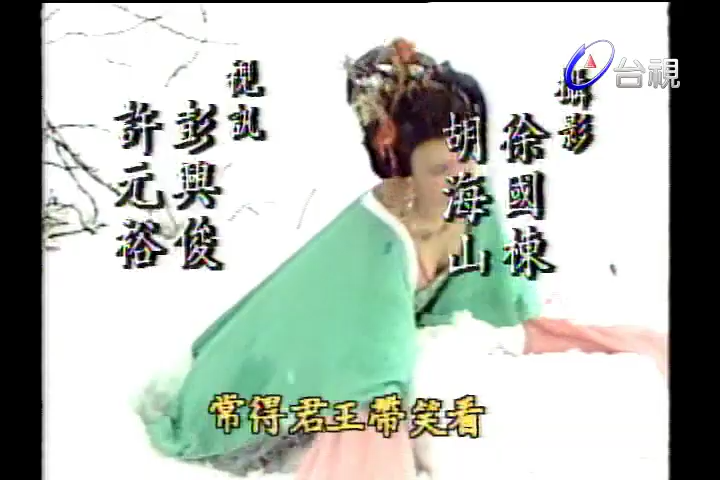 台視
攝影
徐國棟
胡海山
視訊
彭興俊
許元裕
常得君王帶笑看